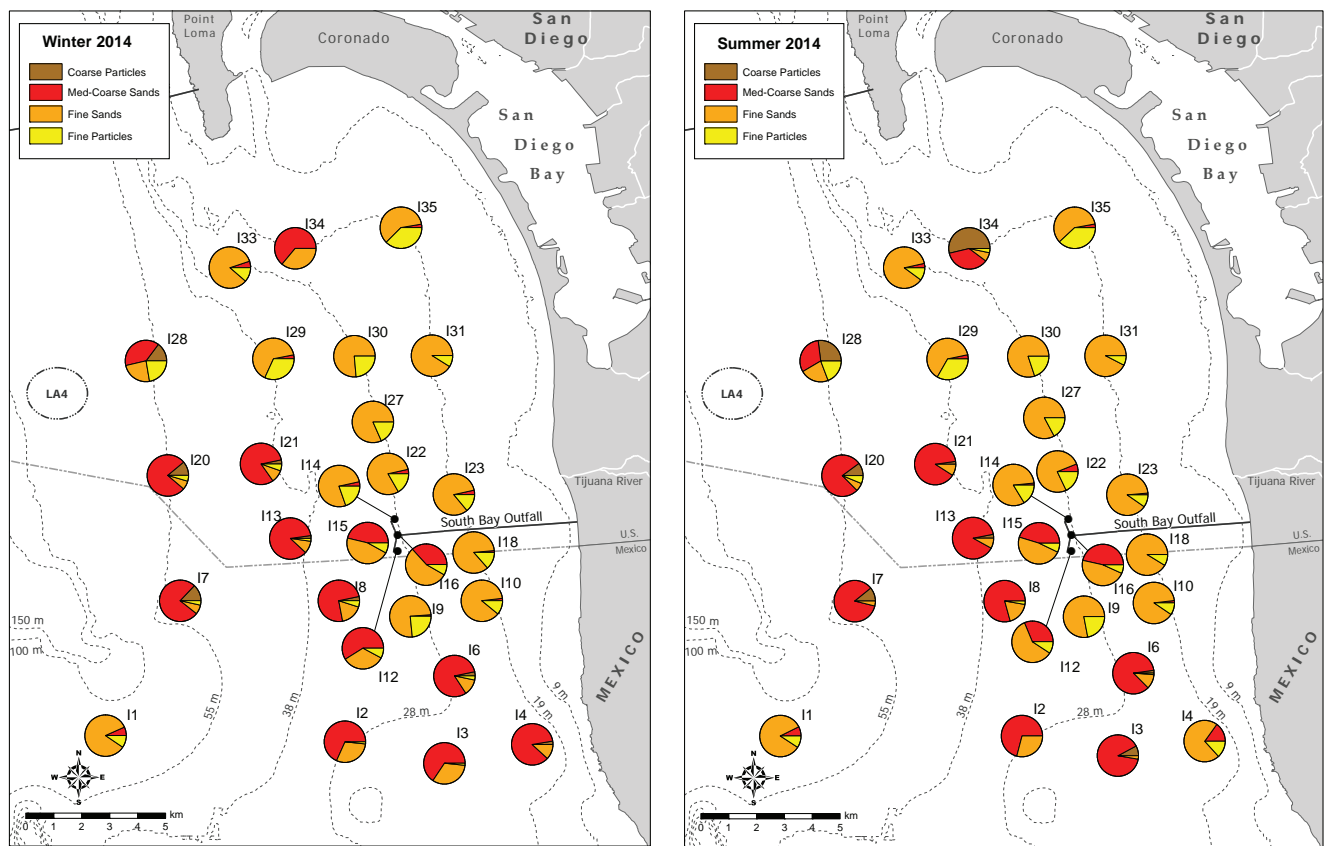 Winter 2014
Coarse Particles
Med-Coarse Sands
Fine Sands
Fine Particles
Point
Loma
Coronado
San
Diego
San
Diego
Bay
I35
I34
I33
I28
I29
I30
I31
LA4
I27
I20
I21
I14
I22
I23
Tijuana River
South Bay Outfall
I13
I15
U.S.
Mexico
I18
I16
I7
I8
I9
I10
150 m
100 m
I12
I6
MEXICO
55 m
38 m
28 m
19 m
9 m
I1
I2
I3
I4
N
W E
S
km
0 1 2 3 4 5
Summer 2014
Coarse Particles
Med-Coarse Sands
Fine Sands
Fine Particles
Point
Loma
Coronado
San
Diego
San
Diego
Bay
I35
I34
I33
I28
I29
I30
I31
LA4
I27
I20
I21
I14
I22
I23
Tijuana River
South Bay Outfall
I13
I15
U.S.
Mexico
I18
I16
I7
I8
I9
I10
150 m
100 m
I12
I6
MEXICO
55 m
38 m
28 m
19 m
9 m
I1
I2
I3
I4
N
W E
S
km
0 1 2 3 4 5